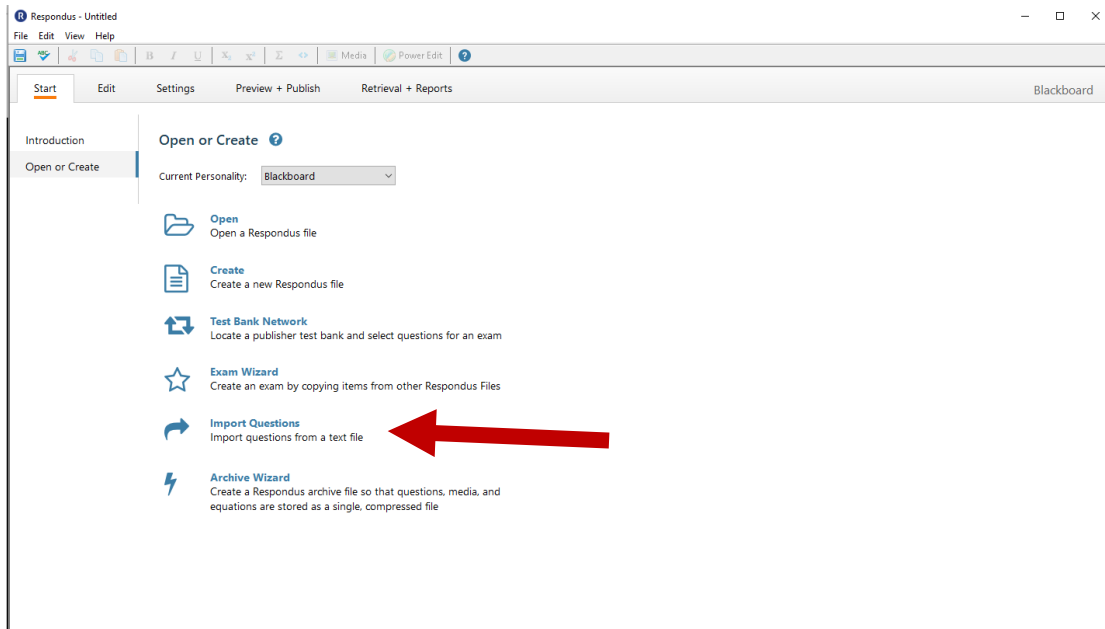 Respondus - Untitled
File Edit View Help
ABC B I U X₂ x² Σ <> Media Power Edit ?
Start Edit Settings Preview + Publish Retrieval + Reports Blackboard
Introduction
Open or Create
Open or Create ?
Current Personality: Blackboard
Open
Open a Respondus file
Create
Create a new Respondus file
Test Bank Network
Locate a publisher test bank and select questions for an exam
Exam Wizard
Create an exam by copying items from other Respondus Files
Import Questions
Import questions from a text file
Archive Wizard
Create a Respondus archive file so that questions, media, and
equations are stored as a single, compressed file